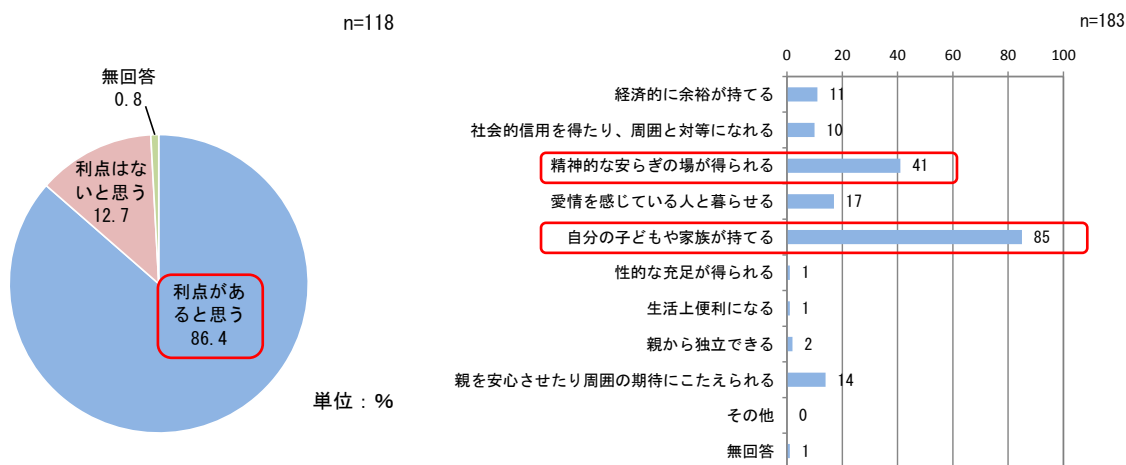 n=118
無回答
0.8
利点はな
いと思う
12.7
利点があ
ると思う
86.4
単位：%
n=183
0 20 40 60 80 100
経済的に余裕が持てる 11
社会的信用を得たり、周囲と対等になれる 10
精神的な安らぎの場が得られる 41
愛情を感じている人と暮らせる 17
自分の子どもや家族が持てる 85
性的な充足が得られる 1
生活上便利になる 1
親から独立できる 2
親を安心させたり周囲の期待にこたえられる 14
その他 0
無回答 1